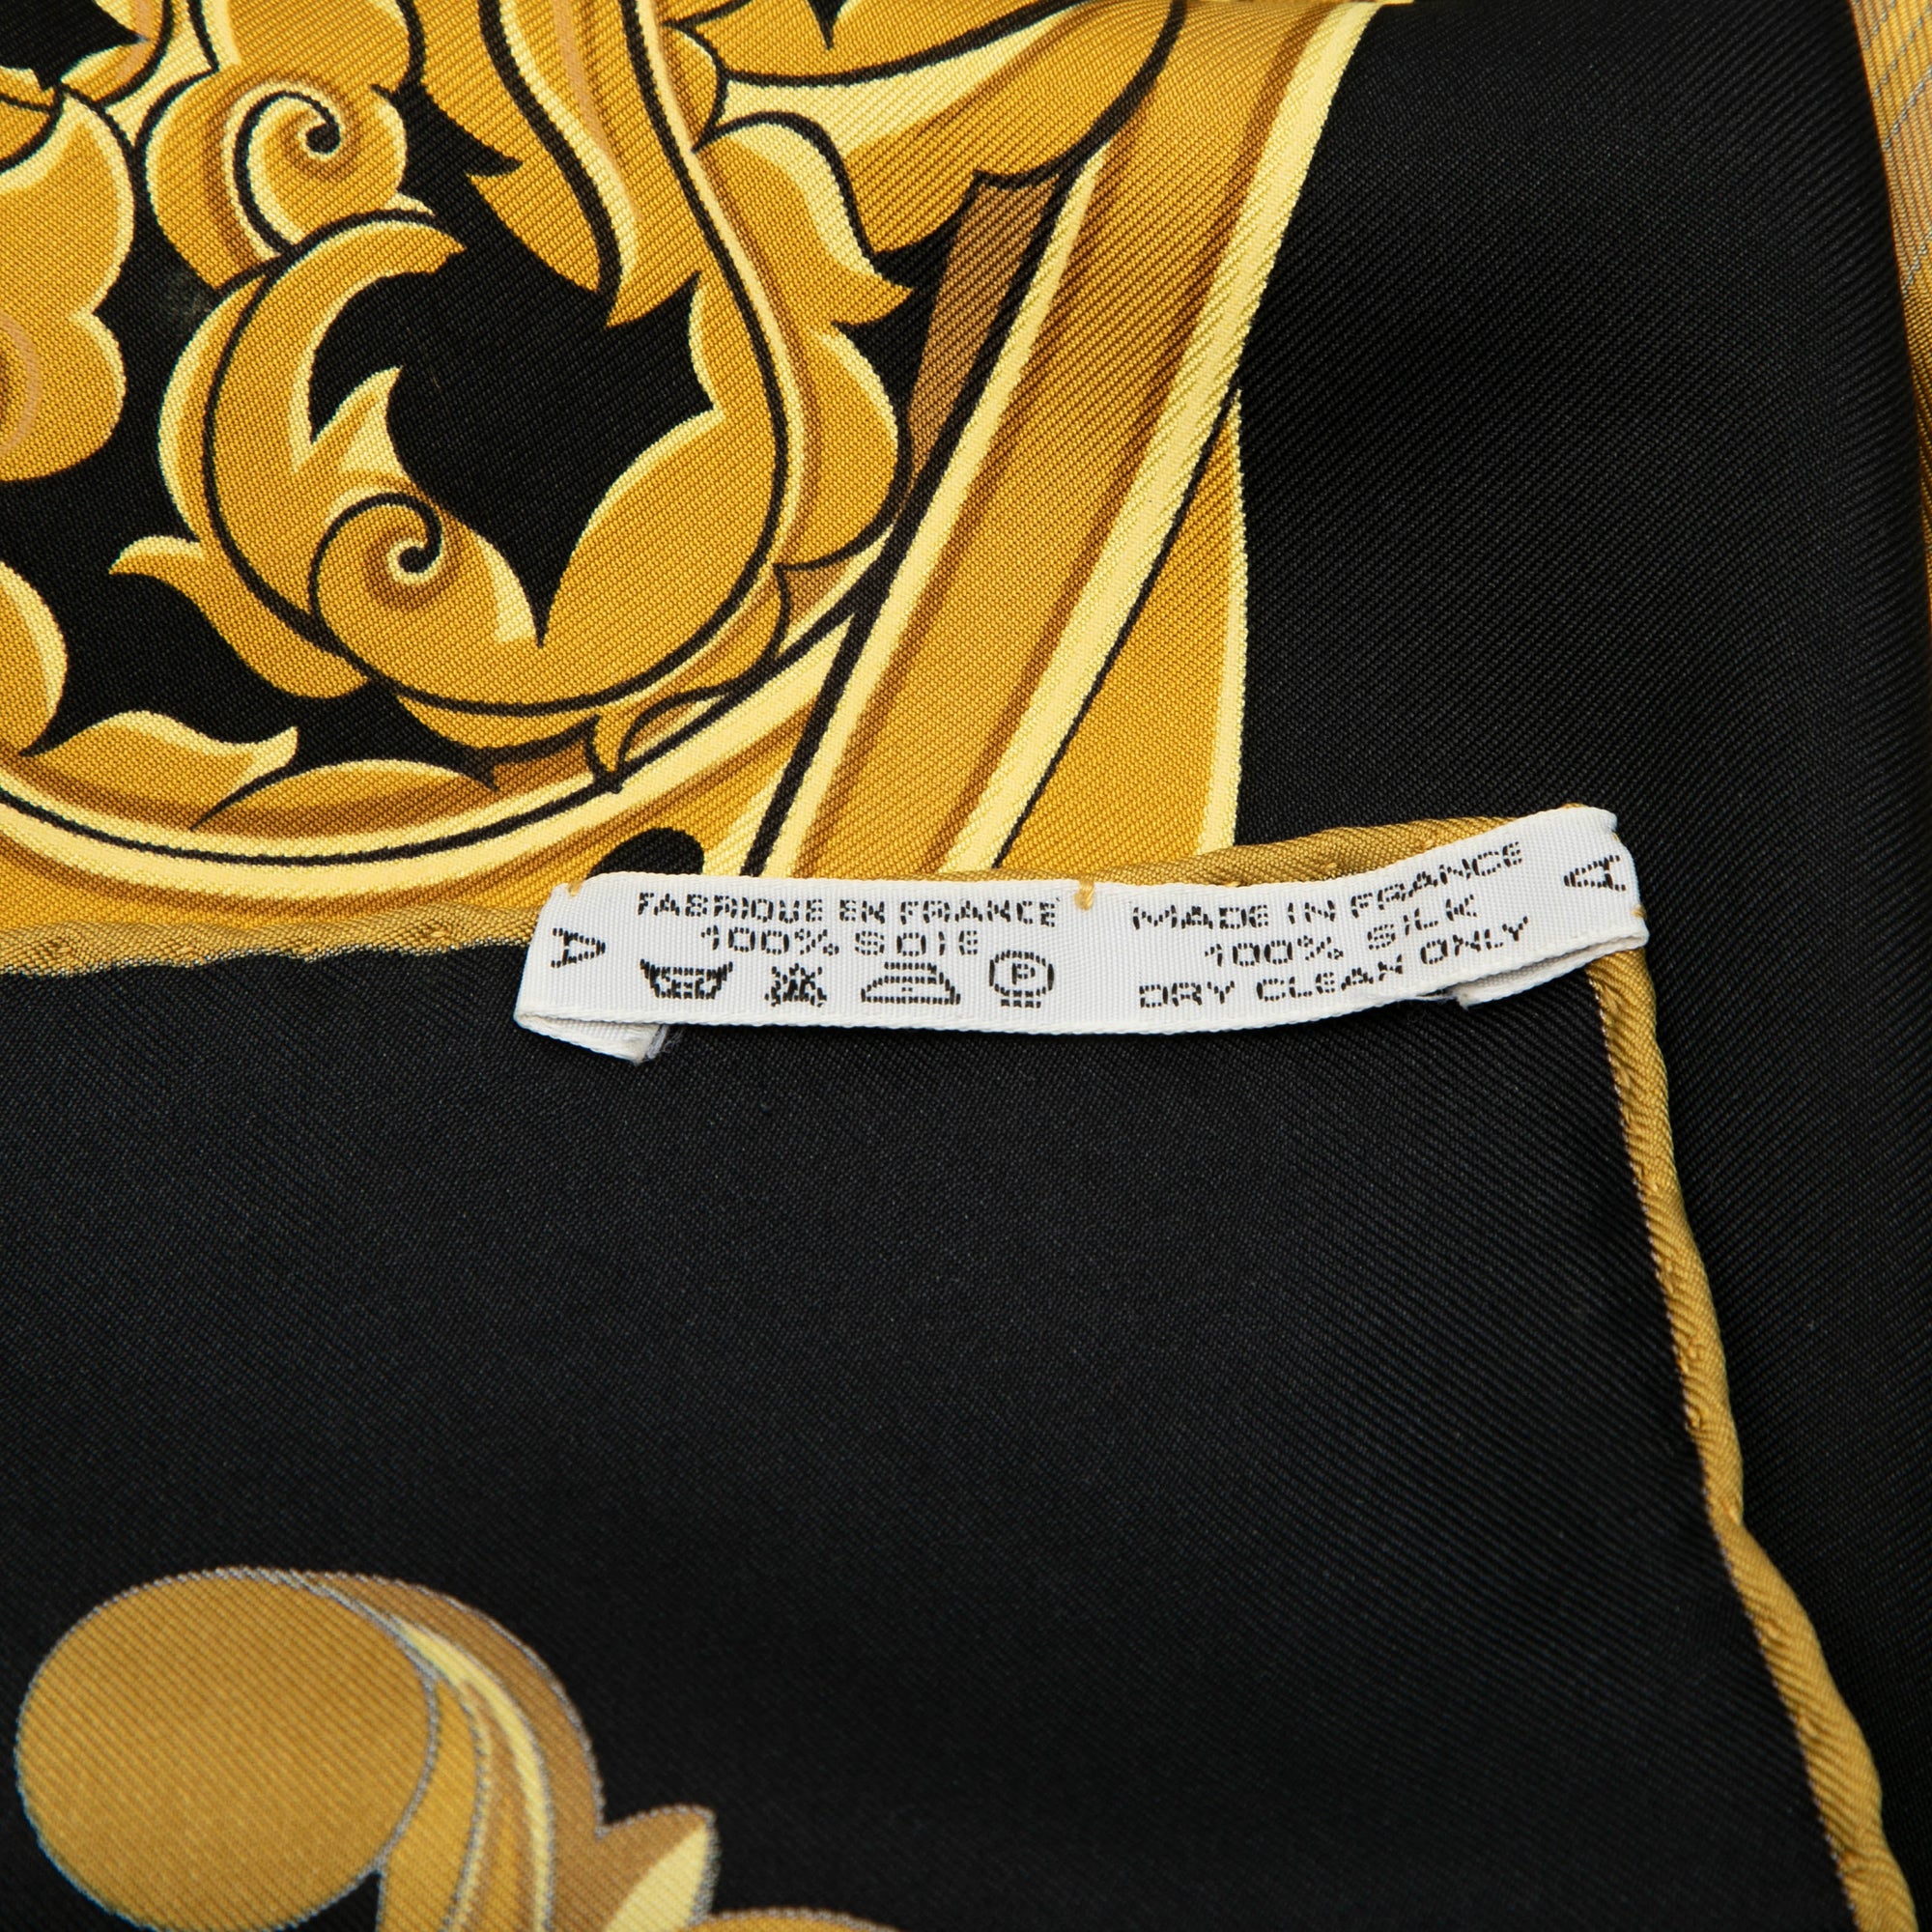 A
FABRIQUE EN FRANCE
100% SOIE
P
MADE IN FRANCE
100% SILK
DRY CLEAN ONLY
A